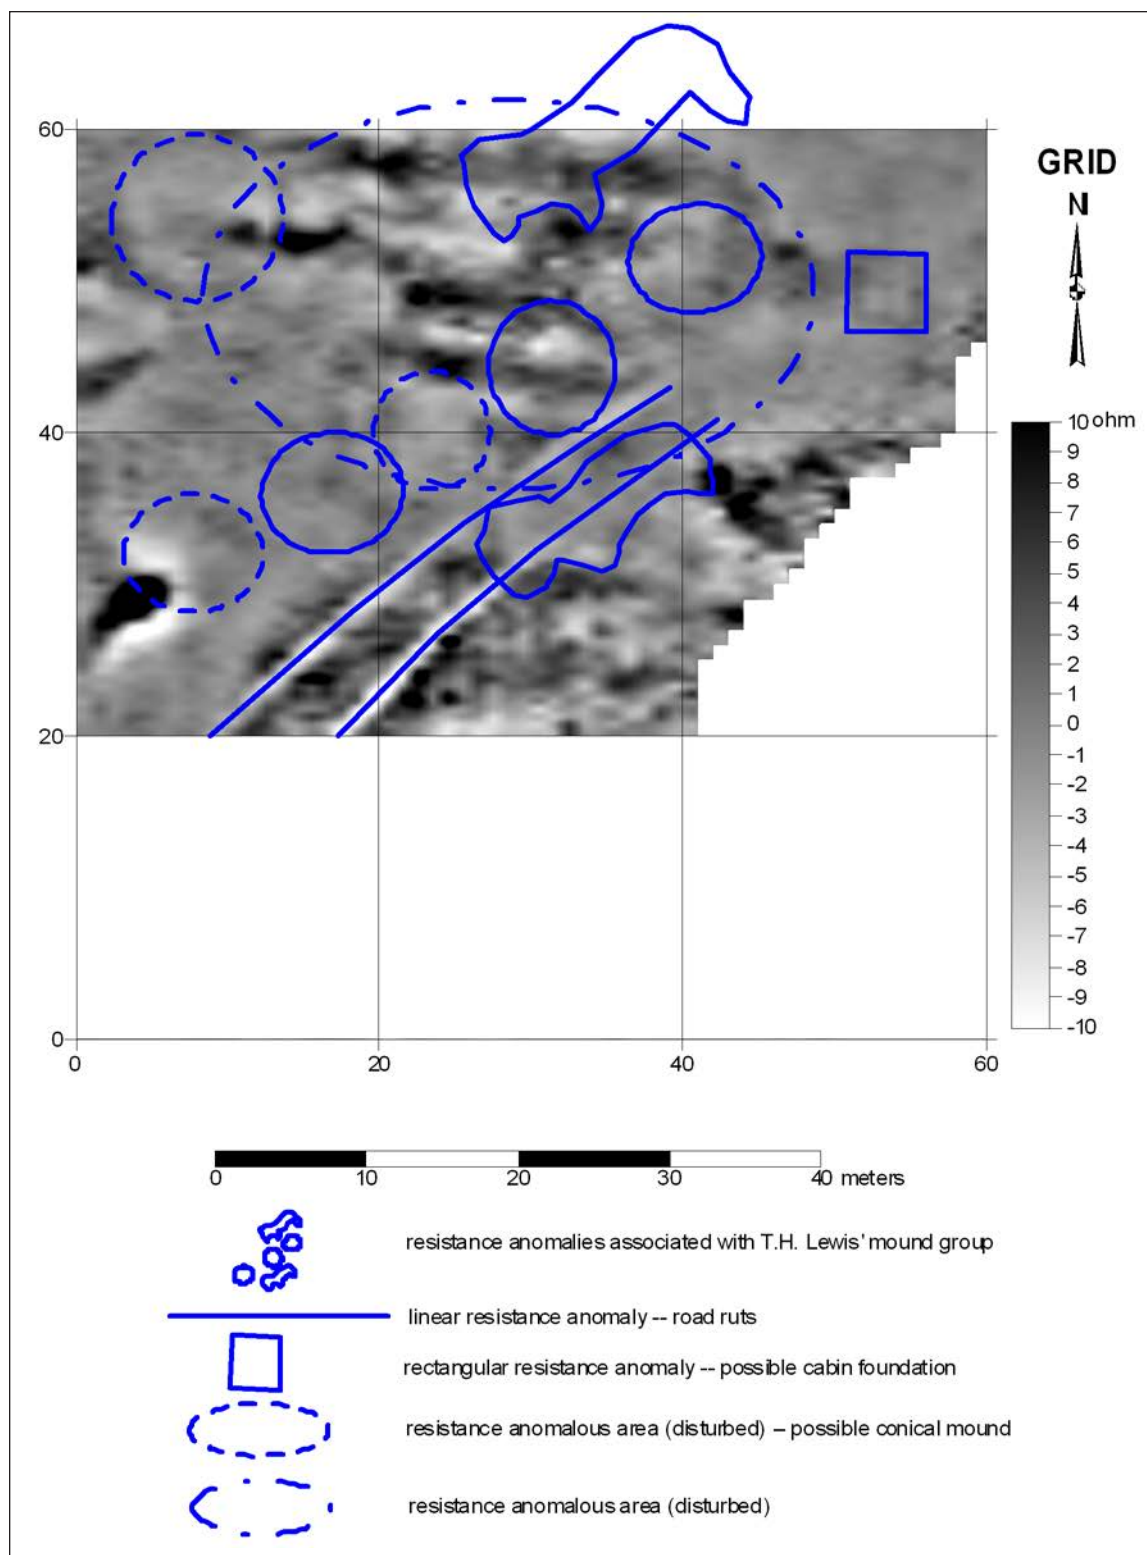 60
GRID
N
40
10 ohm
9
8
7
6
5
4
3
2
1
20
0
-1
-2
-3
-4
-5
-6
-7
-8
-9
0
-10
0 20 40 60
0 10 20 30 40 meters
resistance anomalies associated with T.H. Lewis' mound group
linear resistance anomaly -- road ruts
rectangular resistance anomaly -- possible cabin foundation
resistance anomalous area (disturbed) -- possible conical mound
resistance anomalous area (disturbed)